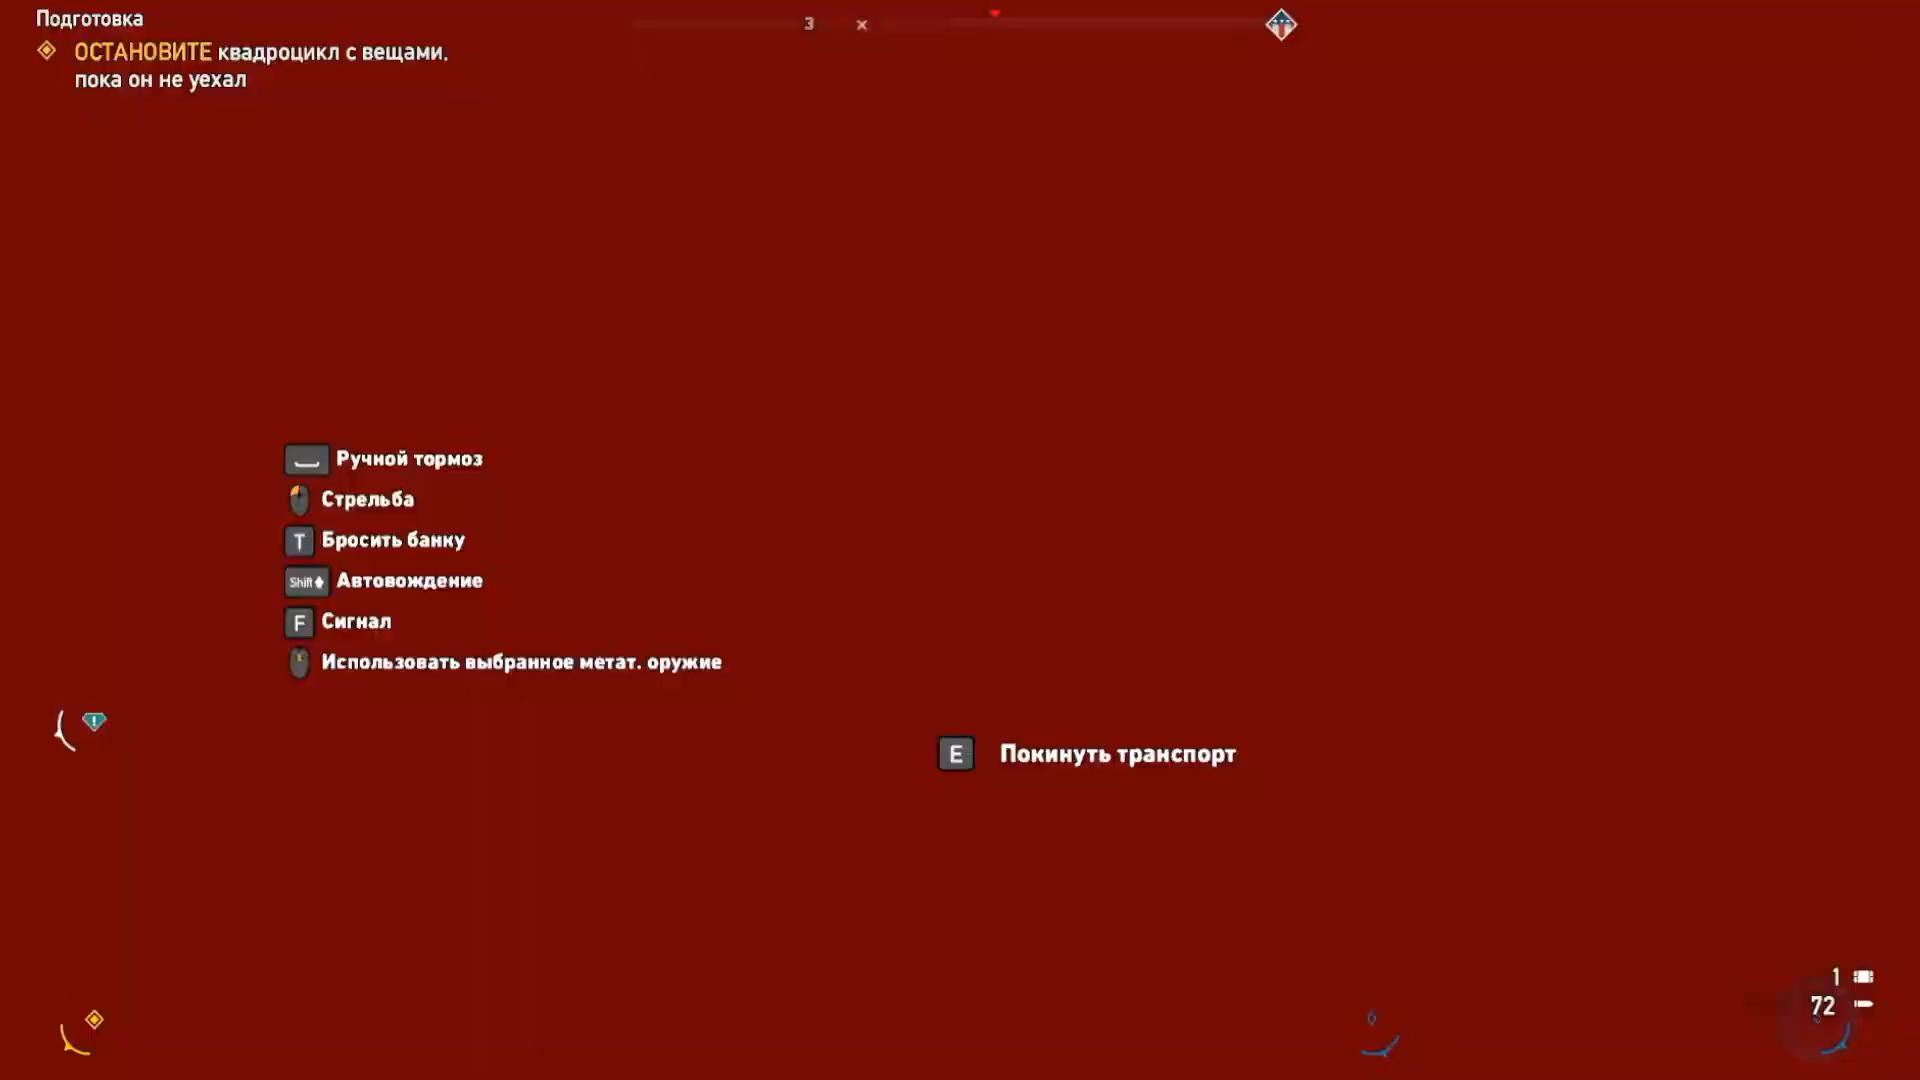 Подготовка
З
ОСТАНОВИТЕ квадроцикл с вещами,
пока он не уехал
Ручной тормоз
Стрельба
T Бросить банку
Shift Автовождение
F Сигнал
Использовать выбранное метат. оружие
E Покинуть транспорт
1
72